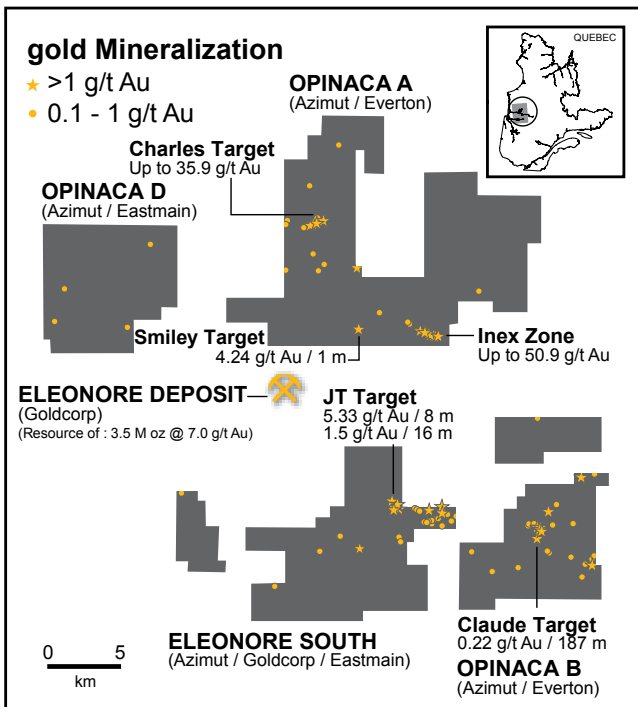 gold Mineralization
>1 g/t Au
0.1 - 1 g/t Au
QUEBEC
OPINACA A
(Azimut / Everton)
Charles Target
Up to 35.9 g/t Au
OPINACA D
(Azimut / Eastmain)
Smiley Target
4.24 g/t Au / 1 m
Inex Zone
Up to 50.9 g/t Au
ELEONORE DEPOSIT
(Goldcorp)
(Resource of : 3.5 M oz @ 7.0 g/t Au)
JT Target
5.33 g/t Au / 8 m
1.5 g/t Au / 16 m
Claude Target
0.22 g/t Au / 187 m
ELEONORE SOUTH
(Azimut / Goldcorp / Eastmain)
OPINACA B
(Azimut / Everton)
0 5
km